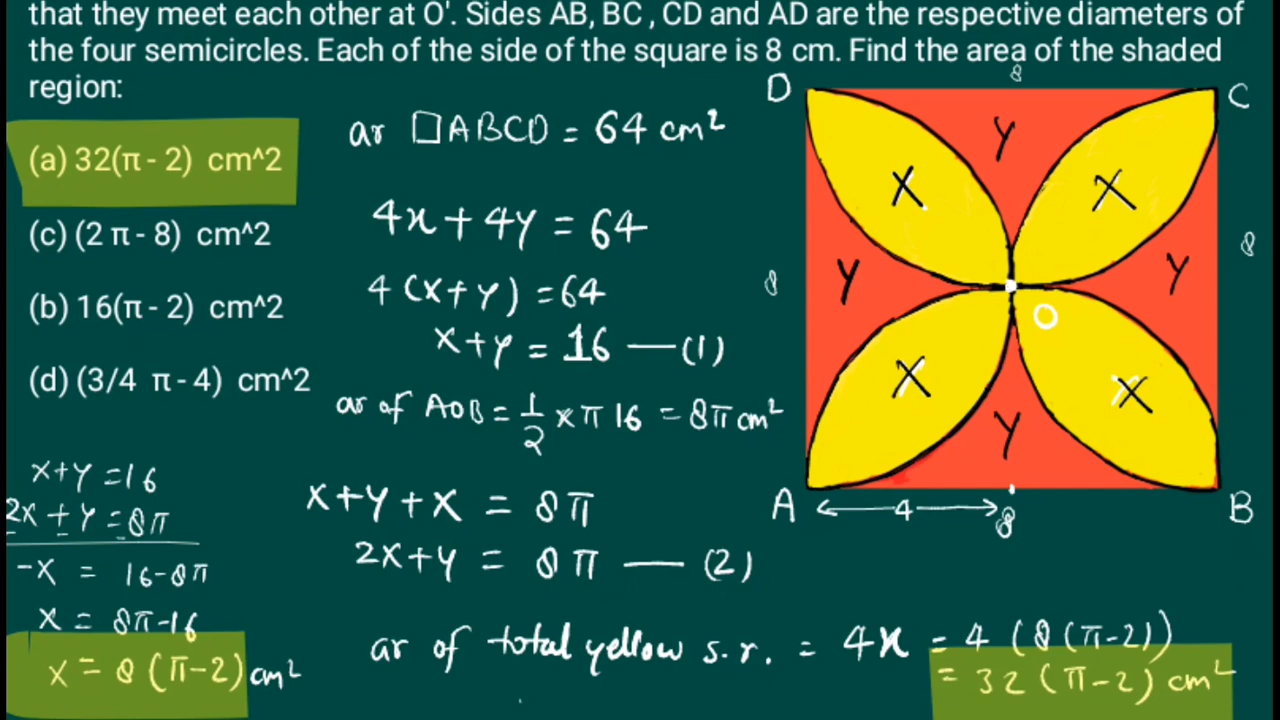 that they meet each other at O'. Sides AB, BC , CD and AD are the respective diameters of
the four semicircles. Each of the side of the square is 8 cm. Find the area of the shaded
region:
(a) 32(π - 2) cm^2
(c) (2 π - 8) cm^2
(b) 16(π - 2) cm^2
(d) (3/4 π - 4) cm^2
ar □ABCD = 64 cm²
4x + 4y = 64
4 (x+y) = 64
x+y = 16 —(1)
ar of AOB = 1/2 x π 16 = 8π cm²
x+y+x = 8π
2x+y = 8π — (2)
x+y = 16
2x + y = 8π
- - -
-x = 16-8π
x = 8π-16
x = 8 (π-2) cm²
ar of total yellow s.r. = 4x = 4 (8 (π-2))
= 32 (π-2) cm²
D 8 C
Y
X X
8 Y Y 8
O
X X
Y
A 4 8 B